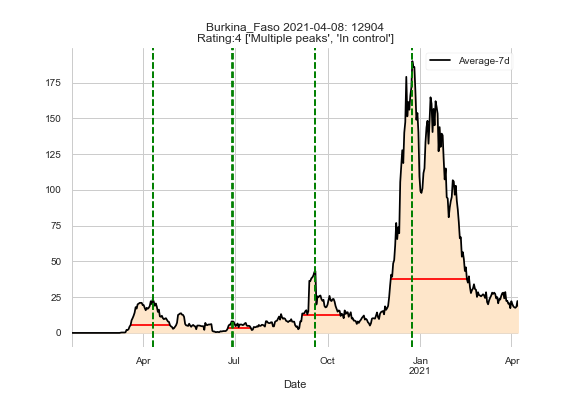 Burkina_Faso 2021-04-08: 12904
Rating:4 ['Multiple peaks', 'In control']
Average-7d
175
150
125
100
75
50
25
0
Apr
Jul
Oct
Jan
2021
Apr
Date